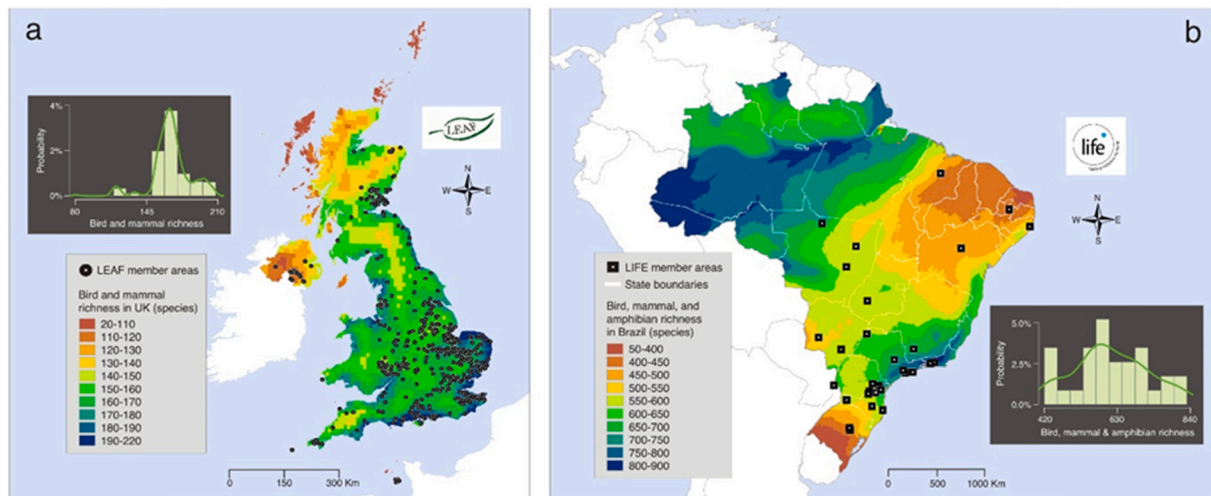 a
4%
2%
0%
Probability
80
145
210
Bird and mammal richness
LEAF
N
W
E
S
LEAF member areas
Bird and mammal
richness in UK (species)
20-110
110-120
120-130
130-140
140-150
150-160
160-170
170-180
180-190
190-220
0
150
300 Km
b
life
N
W
E
S
LIFE member areas
State boundaries
Bird, mammal, and
amphibian richness
in Brazil (species)
50-400
400-450
450-500
500-550
550-600
600-650
650-700
700-750
750-800
800-900
5.0%
2.5%
0.0%
Probability
420
630
840
Bird, mammal & amphibian richness
0
500
1000 Km